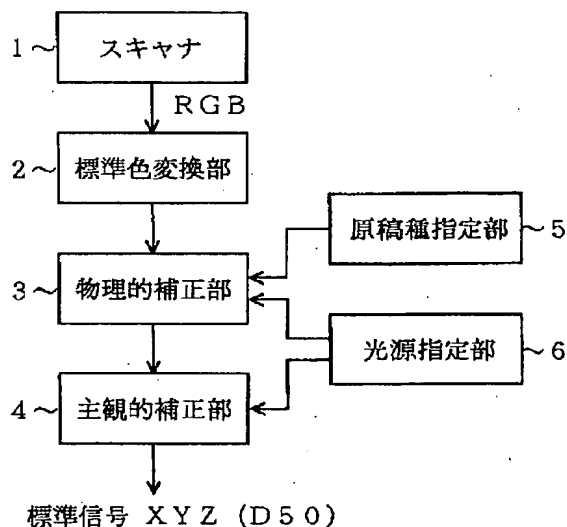 1～ スキャナ
RGB
2～ 標準色変換部
原稿種指定部 ～5
3～ 物理的補正部
光源指定部 ～6
4～ 主観的補正部
標準信号 XYZ (D50)